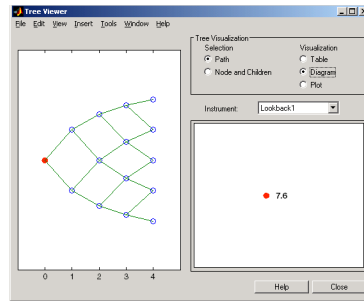 Tree Viewer
File Edit View Insert Tools Window Help
Tree Visualization
Selection
Visualization
Path
Table
Node and Children
Diagram
Plot
Instrument:
Lookback1
7.6
0 1 2 3 4
Help
Close